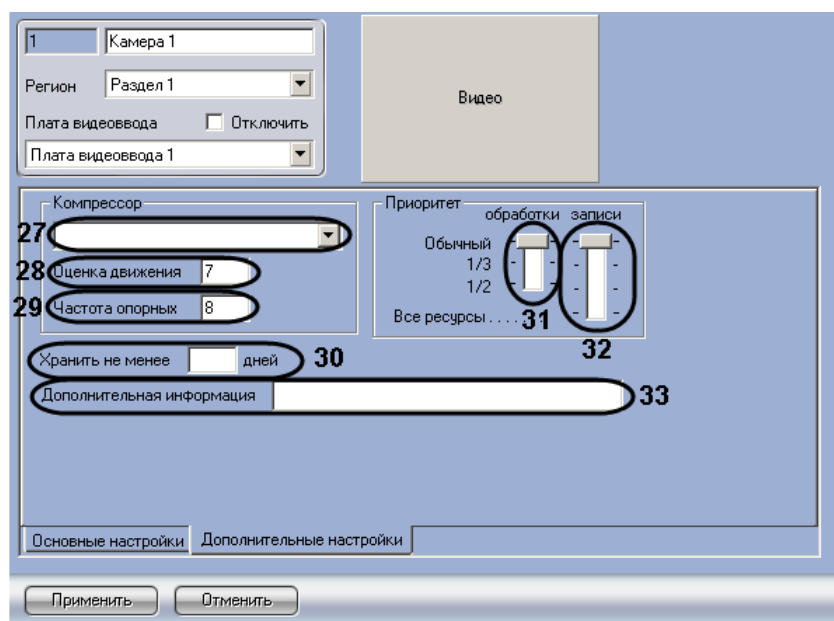 1 Камера 1
Регион Раздел 1
Плата видеоввода Отключить
Плата видеоввода 1
Видео
Компрессор
27
28 Оценка движения 7
29 Частота опорных 8
Приоритет
обработки записи
Обычный
1/3
1/2
Все ресурсы . . . .
31
32
Хранить не менее дней 30
Дополнительная информация 33
Основные настройки Дополнительные настройки
Применить Отменить